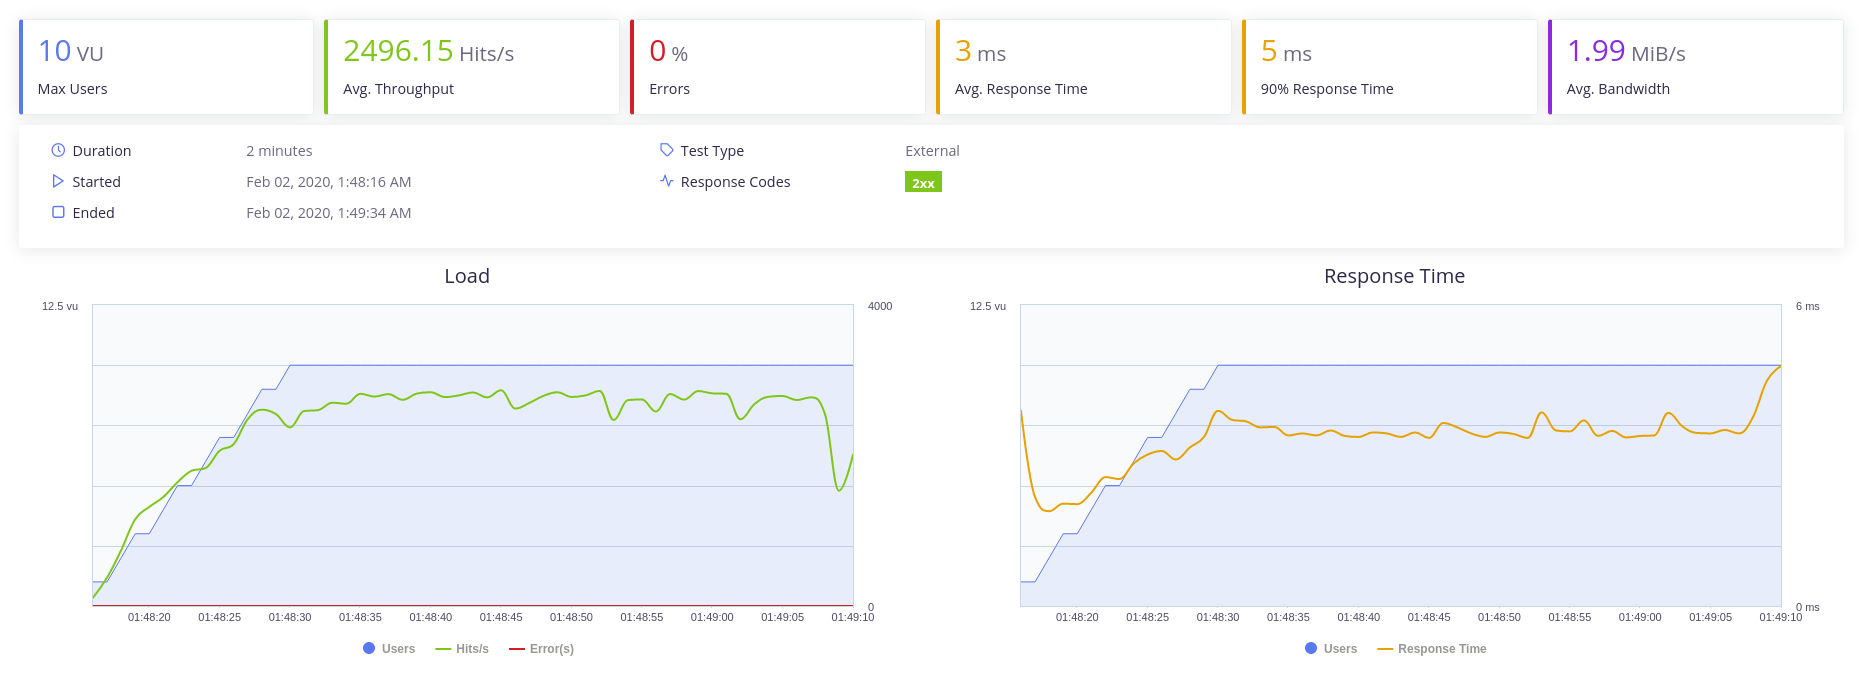 10 VU
Max Users
2496.15 Hits/s
Avg. Throughput
0 %
Errors
3 ms
Avg. Response Time
5 ms
90% Response Time
1.99 MiB/s
Avg. Bandwidth
Duration 2 minutes
Started Feb 02, 2020, 1:48:16 AM
Ended Feb 02, 2020, 1:49:34 AM
Test Type External
Response Codes 2xx
Load
12.5 vu 4000
0
01:48:20 01:48:25 01:48:30 01:48:35 01:48:40 01:48:45 01:48:50 01:48:55 01:49:00 01:49:05 01:49:10
Users Hits/s Error(s)
Response Time
12.5 vu 6 ms
0 ms
01:48:20 01:48:25 01:48:30 01:48:35 01:48:40 01:48:45 01:48:50 01:48:55 01:49:00 01:49:05 01:49:10
Users Response Time